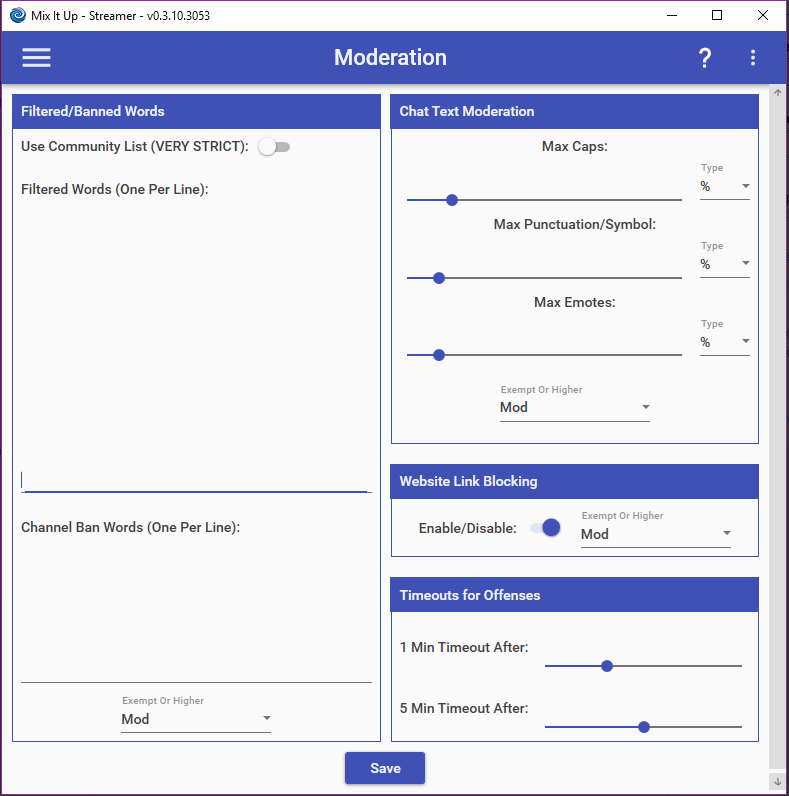 Mix It Up - Streamer - v0.3.10.3053
Moderation
?
Filtered/Banned Words
Use Community List (VERY STRICT):
Filtered Words (One Per Line):
Channel Ban Words (One Per Line):
Exempt Or Higher
Mod
Chat Text Moderation
Max Caps:
Type
%
Max Punctuation/Symbol:
Type
%
Max Emotes:
Type
%
Exempt Or Higher
Mod
Website Link Blocking
Enable/Disable:
Exempt Or Higher
Mod
Timeouts for Offenses
1 Min Timeout After:
5 Min Timeout After:
Save